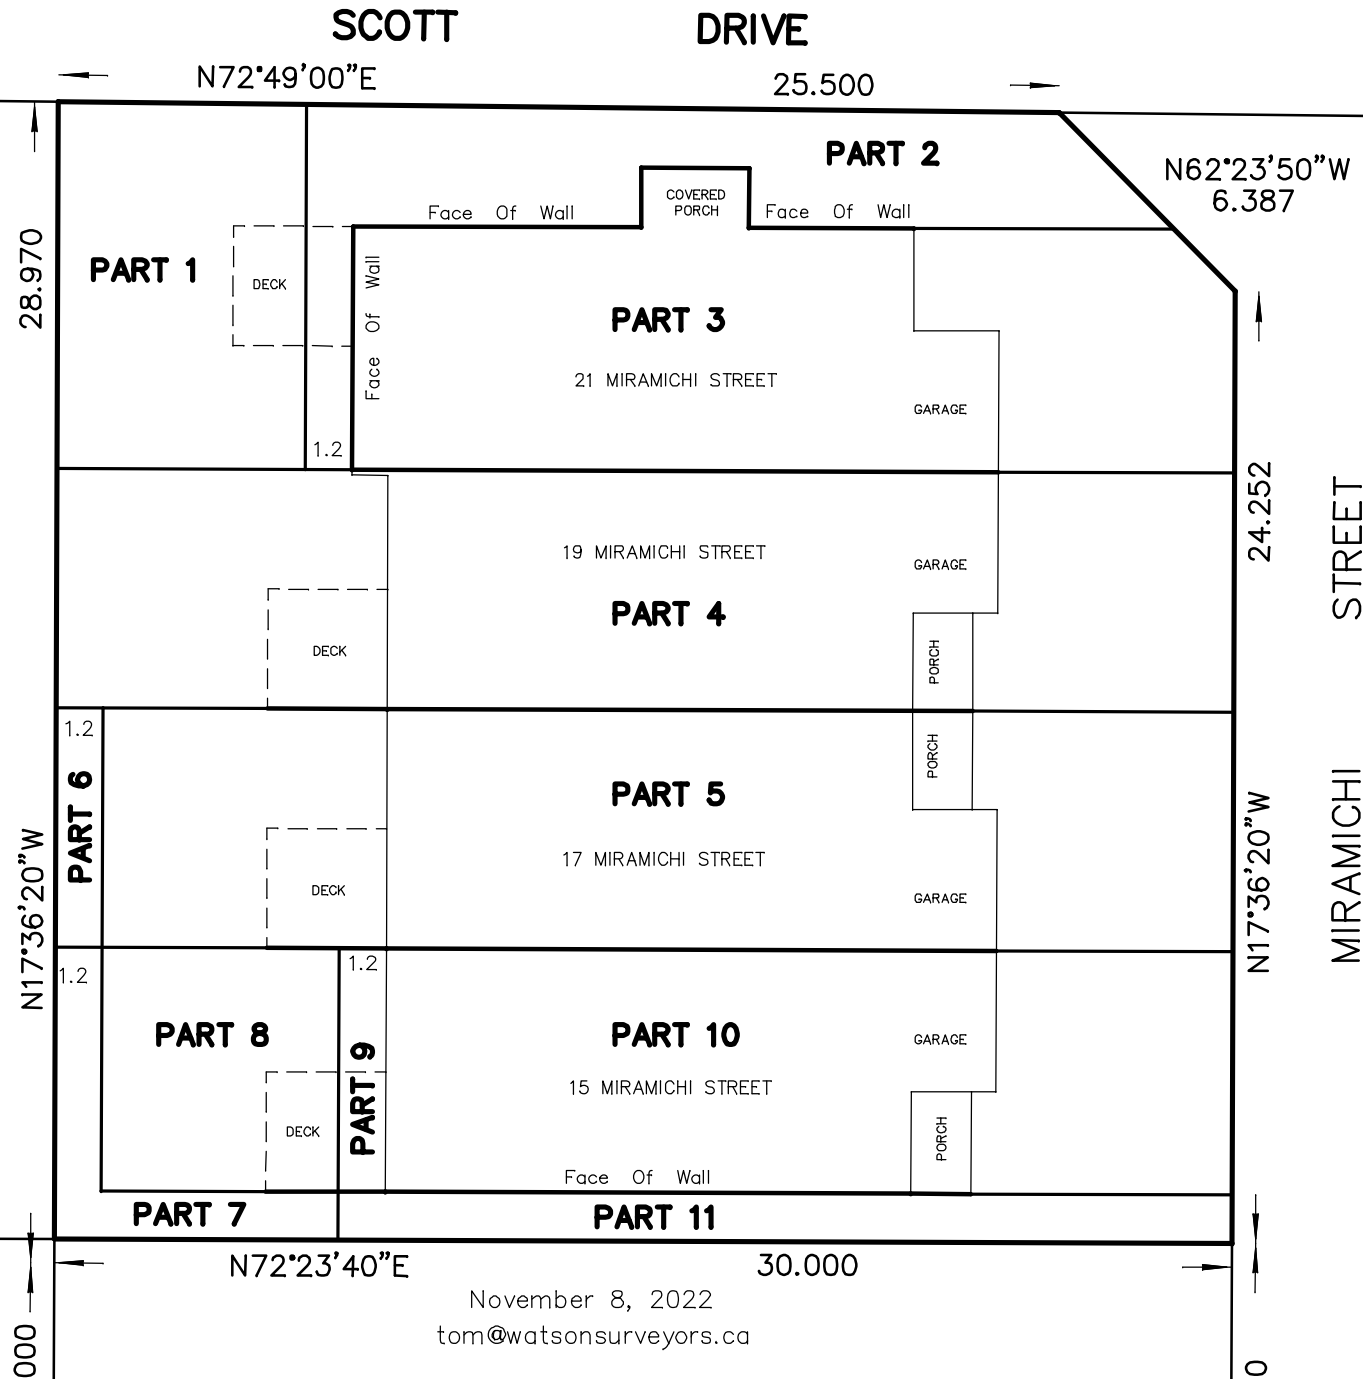 SCOTT DRIVE
N72°49'00"E
25.500
PART 2
N62°23'50"W
6.387
COVERED
PORCH
Face Of Wall
Face Of Wall
28.970
PART 1
DECK
Face Of Wall
PART 3
21 MIRAMICHI STREET
GARAGE
1.2
24.252
STREET
19 MIRAMICHI STREET
GARAGE
PART 4
DECK
PORCH
1.2
PORCH
PART 6
PART 5
MIRAMICHI
17 MIRAMICHI STREET
DECK
GARAGE
N17°36'20"W
N17°36'20"W
1.2
1.2
PART 8
PART 9
PART 10
GARAGE
15 MIRAMICHI STREET
DECK
PORCH
Face Of Wall
PART 7
PART 11
N72°23'40"E
30.000
November 8, 2022
tom@watsonsurveyors.ca
000
0